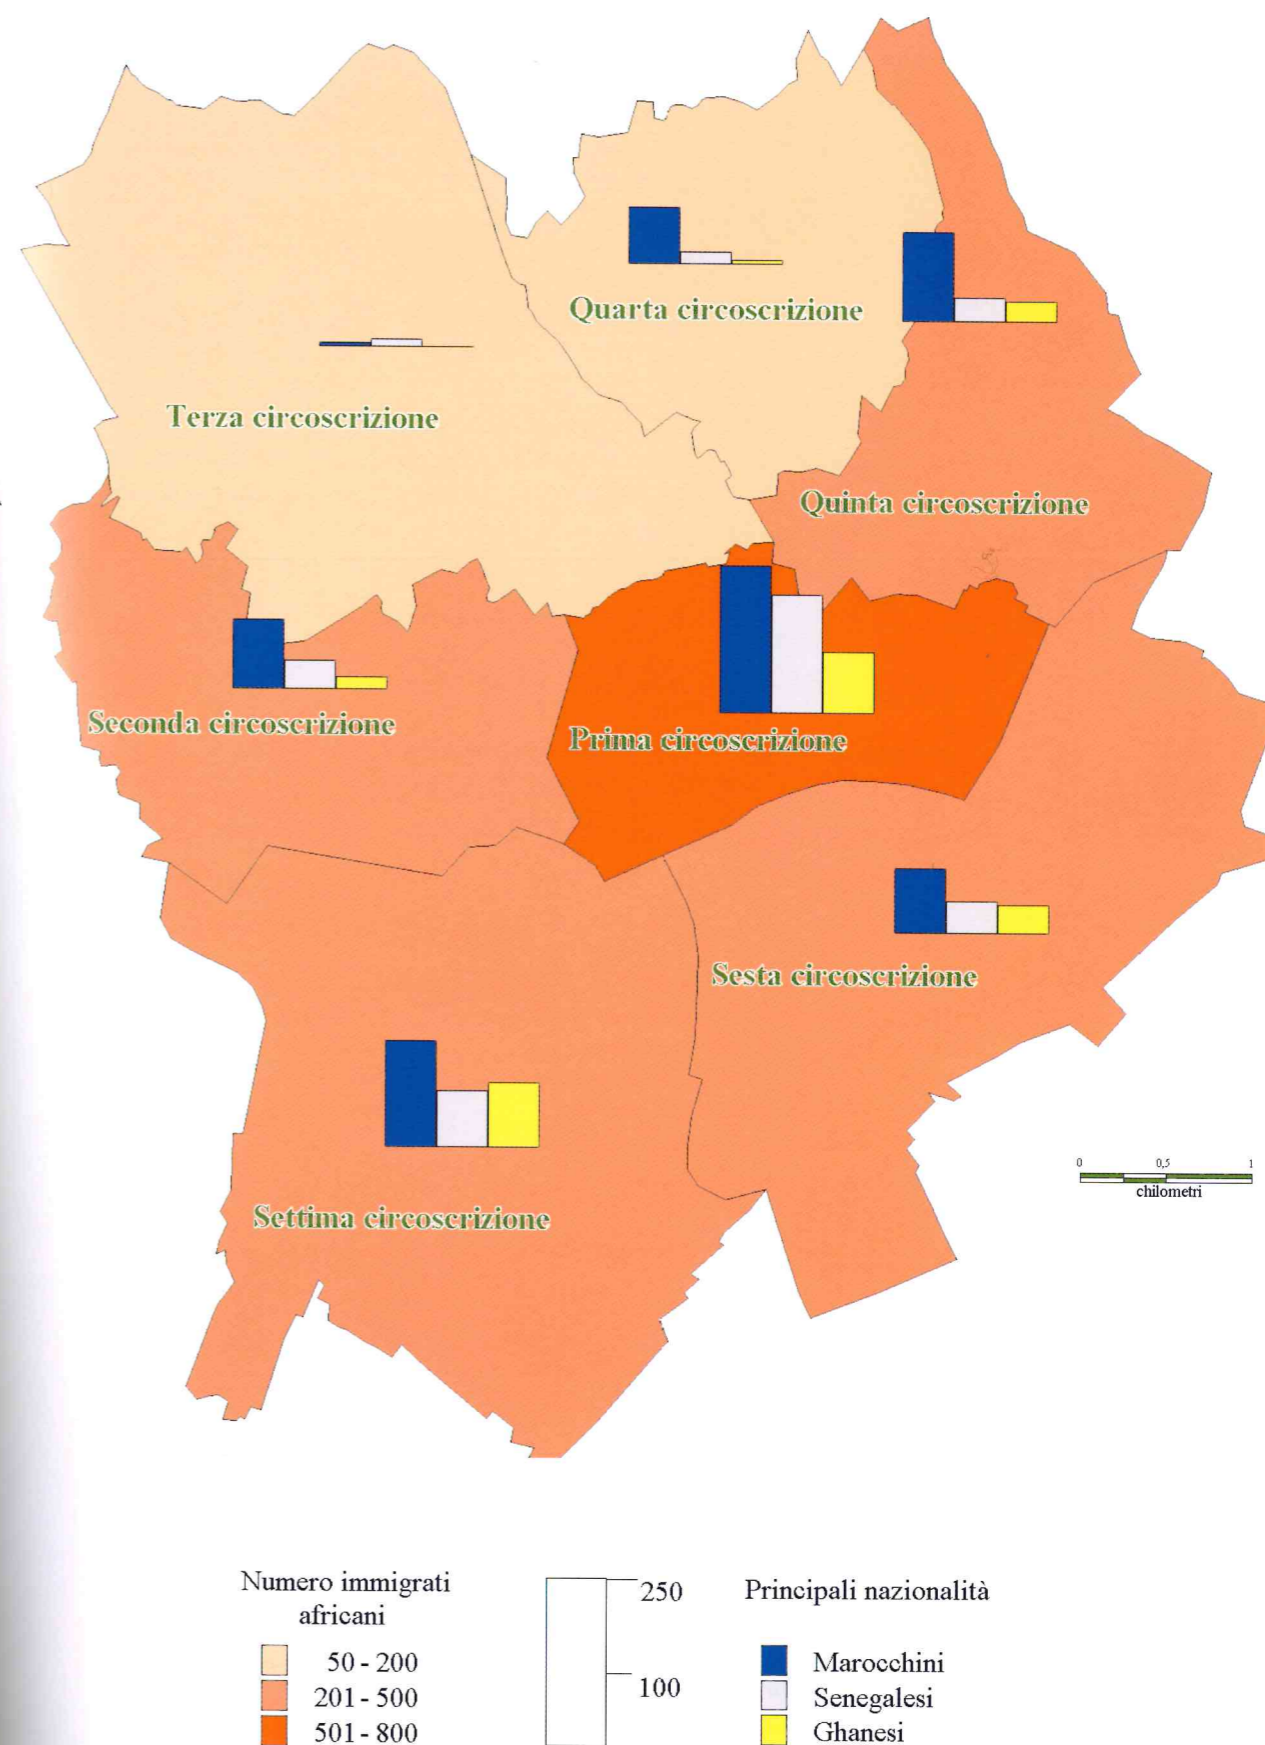 Quarta circoscrizione
Terza circoscrizione
Quinta circoscrizione
Seconda circoscrizione
Prima circoscrizione
Sesta circoscrizione
Settima circoscrizione
0 0,5 1
chilometri
Numero immigrati
africani
50 - 200
201 - 500
501 - 800
250
100
Principali nazionalità
Marocchini
Senegalesi
Ghanesi